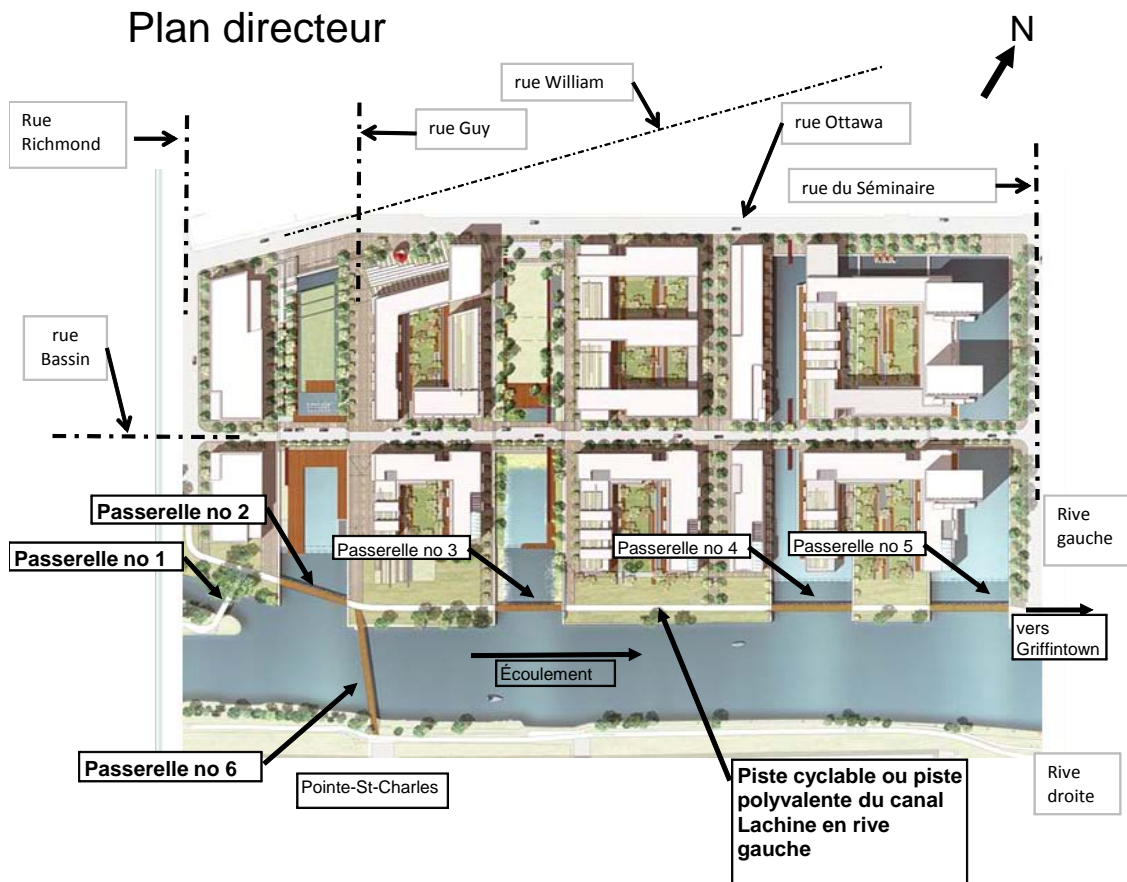 Plan directeur
N
rue William
Rue
Richmond
rue Guy
rue Ottawa
rue du Séminaire
rue
Bassin
Passerelle no 2
Passerelle no 1
Passerelle no 3
Passerelle no 4
Passerelle no 5
Rive
gauche
vers
Griffintown
Écoulement
Passerelle no 6
Pointe-St-Charles
Piste cyclable ou piste
polyvalente du canal
Lachine en rive
gauche
Rive
droite